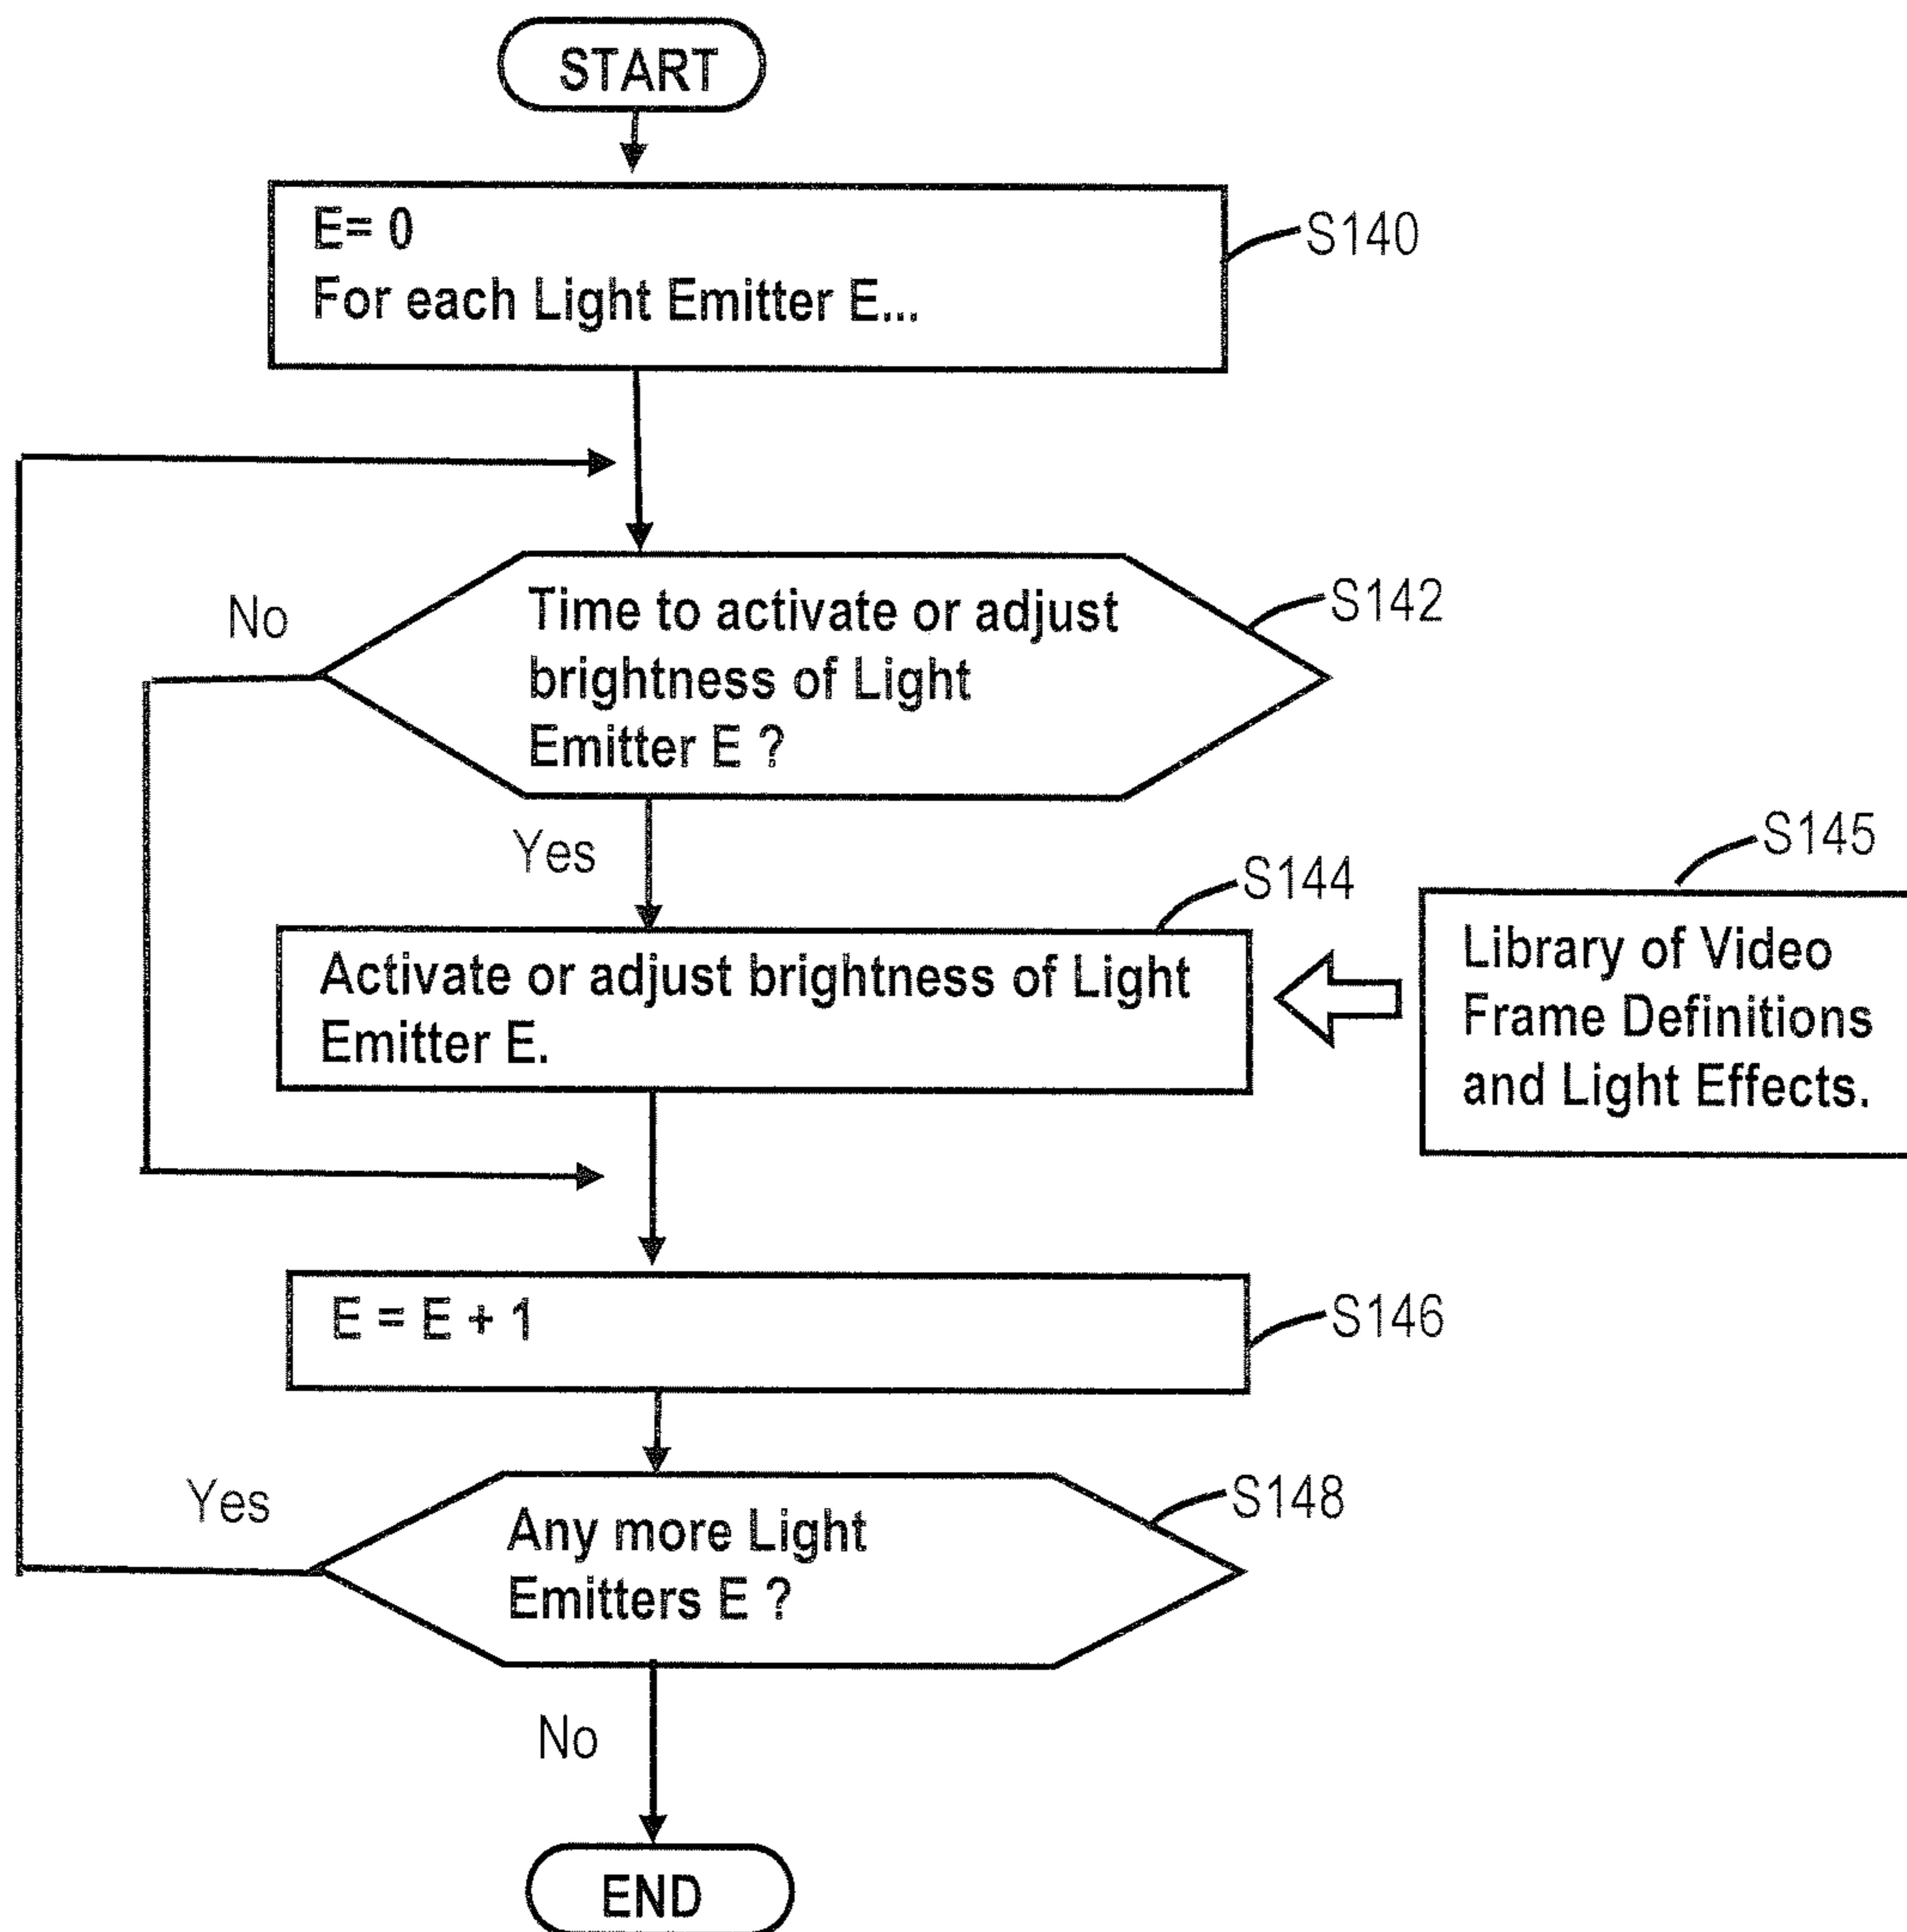 START
E= 0
For each Light Emitter E...
S140
No
Time to activate or adjust
brightness of Light
Emitter E ?
S142
Yes
S144
S145
Activate or adjust brightness of Light
Emitter E.
Library of Video
Frame Definitions
and Light Effects.
E = E + 1
S146
Yes
Any more Light
Emitters E ?
S148
No
END